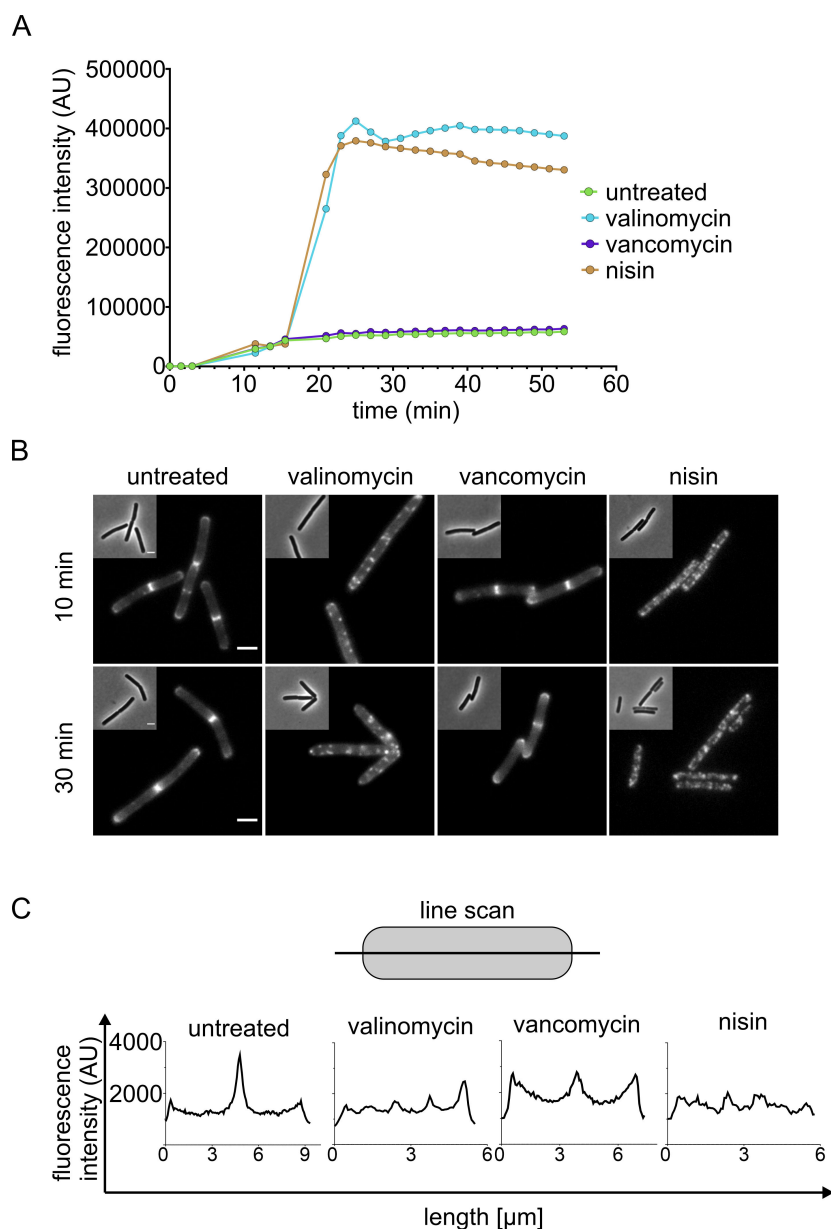 A
fluorescence intensity (AU)
500000
400000
300000
200000
100000
0
0 10 20 30 40 50 60
time (min)
untreated
valinomycin
vancomycin
nisin
B
untreated valinomycin vancomycin nisin
10 min
30 min
C
line scan
untreated valinomycin vancomycin nisin
fluorescence
intensity (AU)
4000
2000
0 3 6 9 0 3 6 0 3 6 0 3 6
length [µm]